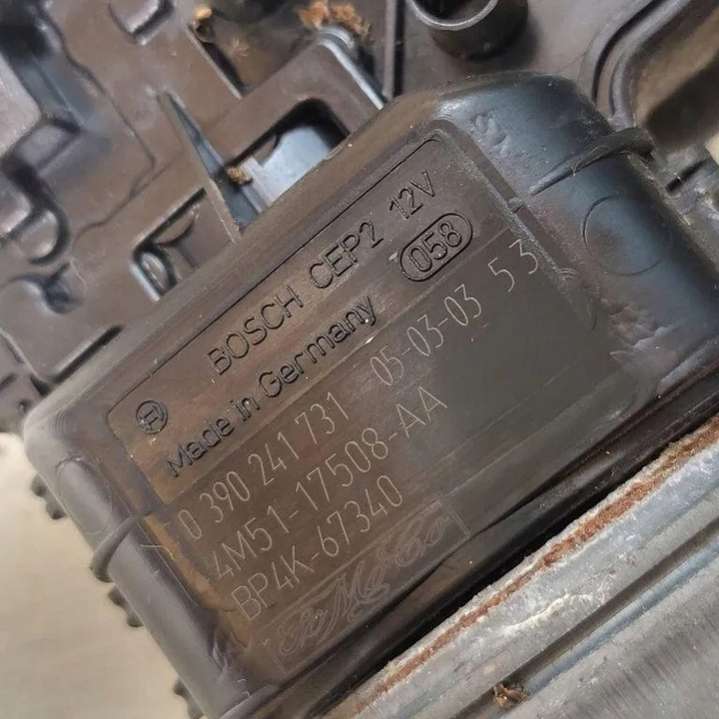 BOSCH CEP2 12V
Made in Germany 058
0 390 241 731 05-03-03 53
4M51-17508-AA
BP4K-67340
FoMoCo